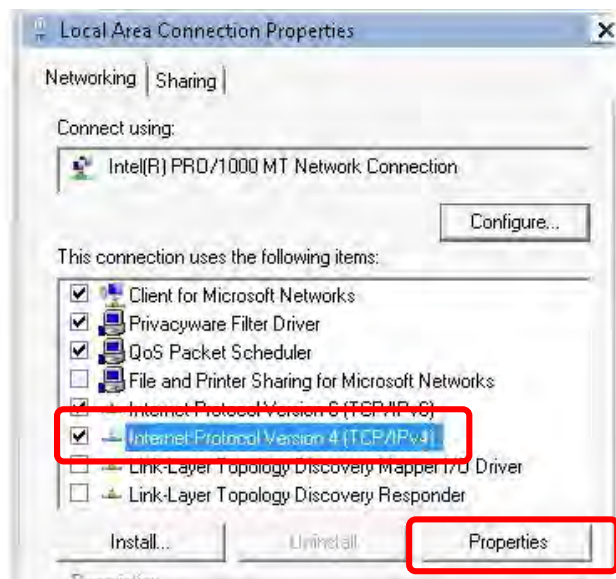 Local Area Connection Properties
Networking
Sharing
Connect using:
Intel(R) PRO/1000 MT Network Connection
Configure...
This connection uses the following items:
Client for Microsoft Networks
Privacyware Filter Driver
QoS Packet Scheduler
File and Printer Sharing for Microsoft Networks
Internet Protocol Version 6 (TCP/IPv6)
Internet Protocol Version 4 (TCP/IPv4)
Link-Layer Topology Discovery Mapper I/O Driver
Link-Layer Topology Discovery Responder
Install...
Uninstall
Properties
Description